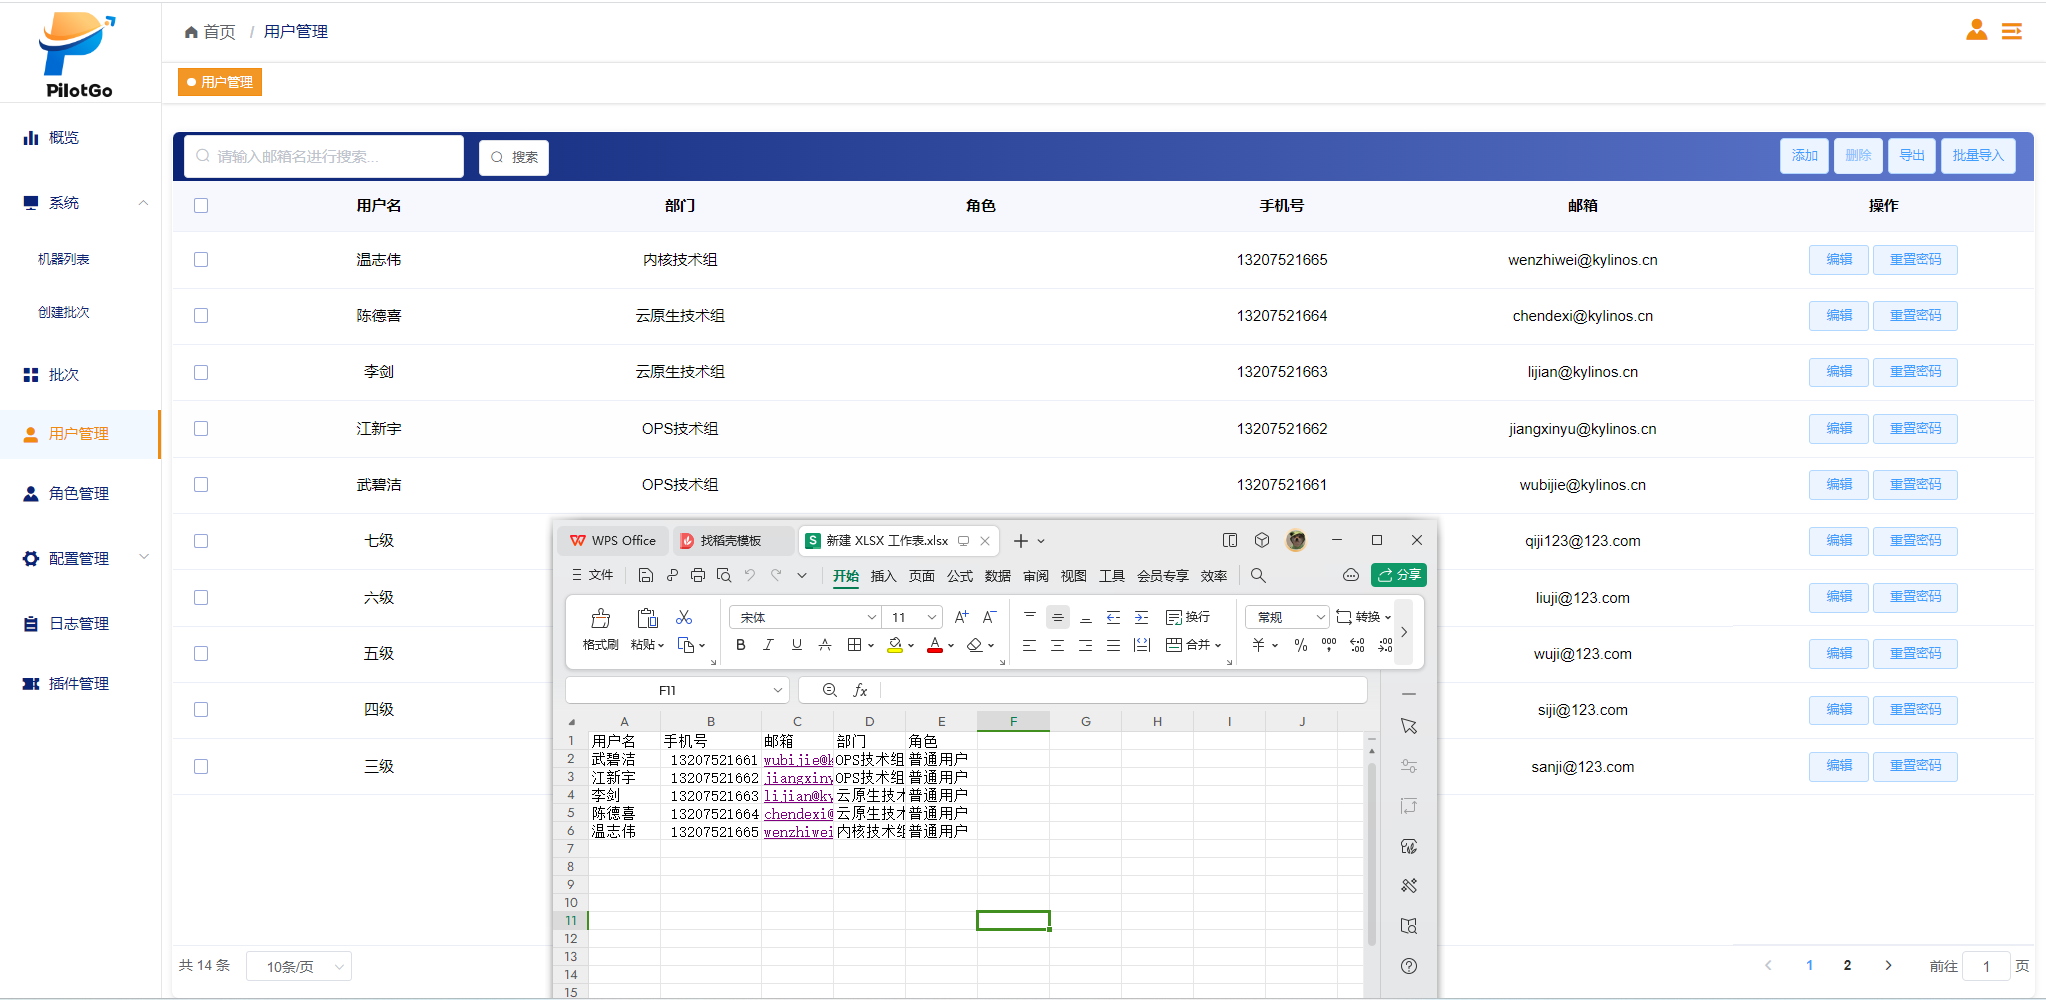 PilotGo
首页 / 用户管理
用户管理
概览
系统
机器列表
创建批次
批次
用户管理
角色管理
配置管理
日志管理
插件管理
请输入邮箱名进行搜索...
搜索
添加 删除 导出 批量导入
用户名 部门 角色 手机号 邮箱 操作
温志伟 内核技术组 13207521665 wenzhiwei@kylinos.cn 编辑 重置密码
陈德喜 云原生技术组 13207521664 chendexi@kylinos.cn 编辑 重置密码
李剑 云原生技术组 13207521663 lijian@kylinos.cn 编辑 重置密码
江新宇 OPS技术组 13207521662 jiangxinyu@kylinos.cn 编辑 重置密码
武碧洁 OPS技术组 13207521661 wubijie@kylinos.cn 编辑 重置密码
七级 qiji123@123.com 编辑 重置密码
六级 liuji@123.com 编辑 重置密码
五级 wuji@123.com 编辑 重置密码
四级 siji@123.com 编辑 重置密码
三级 sanji@123.com 编辑 重置密码
共 14 条 10条/页
1 2 前往 1 页
WPS Office 找稻壳模板 新建 XLSX 工作表.xlsx
文件 开始 插入 页面 公式 数据 审阅 视图 工具 会员专享 效率 分享
格式刷 粘贴 宋体 11 换行 合并 常规 转换
F11 fx
A B C D E F G H I J
1 用户名 手机号 邮箱 部门 角色
2 武碧洁 13207521661 wubijie@k OPS技术组 普通用户
3 江新宇 13207521662 jiangxiny OPS技术组 普通用户
4 李剑 13207521663 lijian@ky 云原生技术 普通用户
5 陈德喜 13207521664 chendexi@ 云原生技术 普通用户
6 温志伟 13207521665 wenzhiwei 内核技术组 普通用户
7
8
9
10
11
12
13
14
15